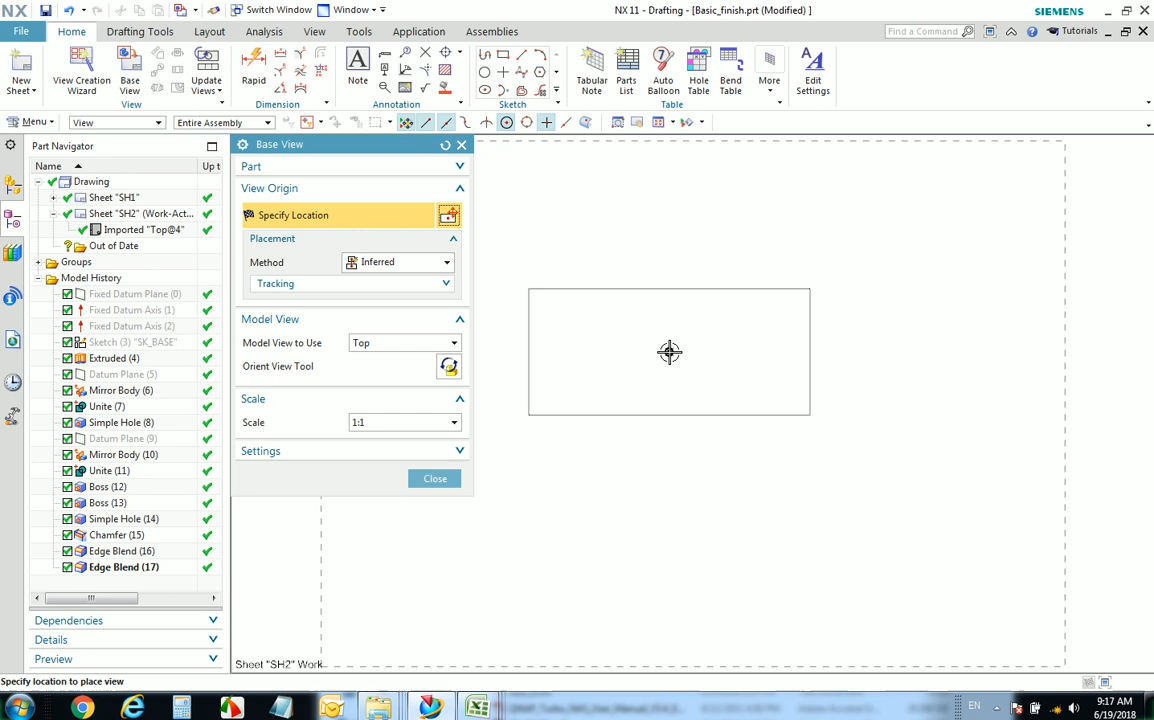 NX
Switch Window
Window
NX 11 - Drafting - [Basic_finish.prt (Modified) ]
SIEMENS
File
Home
Drafting Tools
Layout
Analysis
View
Tools
Application
Assemblies
Find a Command
Tutorials
New Sheet
View Creation Wizard
Base View
Update Views
Rapid
Note
Tabular Note
Parts List
Auto Balloon
Hole Table
Bend Table
More
Edit Settings
View
Dimension
Annotation
Sketch
Table
Menu
View
Entire Assembly
Part Navigator
Name
Up t
Drawing
Sheet "SH1"
Sheet "SH2" (Work-Act...
Imported "Top@4"
Out of Date
Groups
Model History
Fixed Datum Plane (0)
Fixed Datum Axis (1)
Fixed Datum Axis (2)
Sketch (3) "SK_BASE"
Extruded (4)
Datum Plane (5)
Mirror Body (6)
Unite (7)
Simple Hole (8)
Datum Plane (9)
Mirror Body (10)
Unite (11)
Boss (12)
Boss (13)
Simple Hole (14)
Chamfer (15)
Edge Blend (16)
Edge Blend (17)
Dependencies
Details
Preview
Base View
Part
View Origin
Specify Location
Placement
Method
Inferred
Tracking
Model View
Model View to Use
Top
Orient View Tool
Scale
Scale
1:1
Settings
Close
Sheet "SH2" Work
Specify location to place view
EN
9:17 AM
6/19/2018